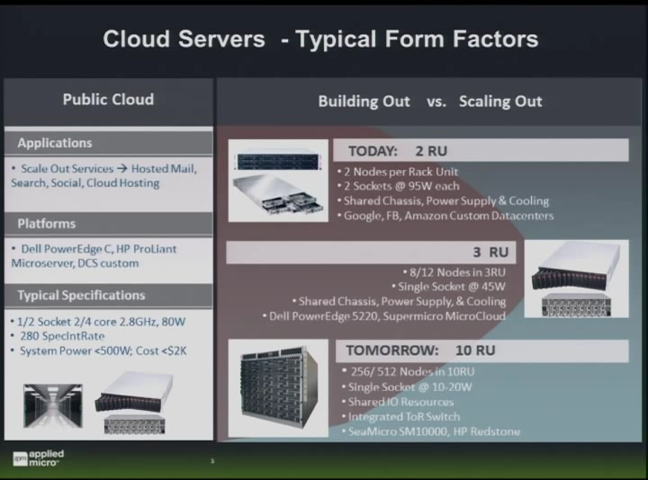 Cloud Servers - Typical Form Factors
Public Cloud
Applications
• Scale Out Services → Hosted Mail,
Search, Social, Cloud Hosting
Platforms
• Dell PowerEdge C, HP ProLiant
Microserver, DCS custom
Typical Specifications
• 1/2 Socket 2/4 core 2.8GHz, 80W
• 280 SpecIntRate
• System Power <500W; Cost <$2K
Building Out vs. Scaling Out
TODAY: 2 RU
• 2 Nodes per Rack Unit
• 2 Sockets @ 95W each
• Shared Chassis, Power Supply & Cooling
• Google, FB, Amazon Custom Datacenters
3 RU
• 8/12 Nodes in 3RU
• Single Socket @ 45W
• Shared Chassis, Power Supply, & Cooling
• Dell PowerEdge 5220, Supermicro MicroCloud
TOMORROW: 10 RU
• 256/ 512 Nodes in 10RU
• Single Socket @ 10-20W
• Shared IO Resources
• Integrated ToR Switch
• SeaMicro SM10000, HP Redstone
apm applied
micro